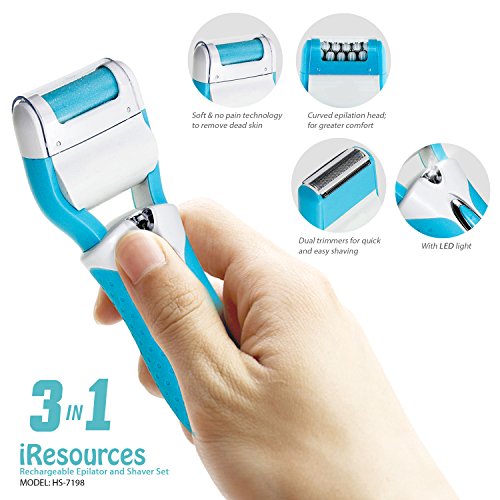 Soft & no pain technology
to remove dead skin
Curved epilation head;
for greater comfort
Dual trimmers for quick
and easy shaving
With LED light
3 IN 1
iResources
Rechargeable Epilator and Shaver Set
MODEL: HS-7198